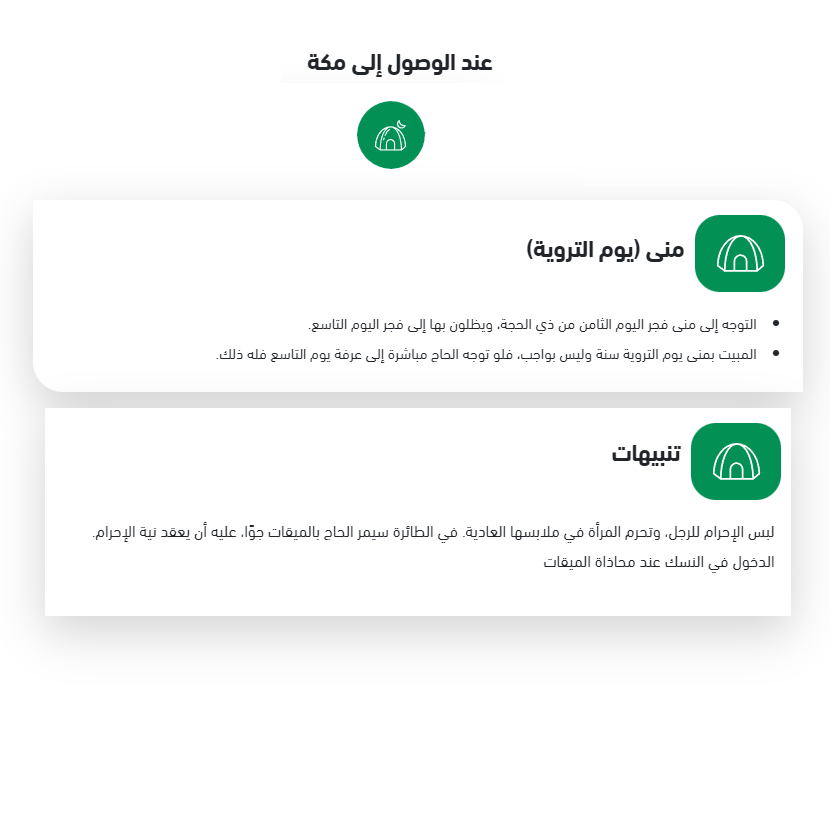 عند الوصول إلى مكة
منى (يوم التروية)
التوجه إلى منى فجر اليوم الثامن من ذي الحجة، ويظلون بها إلى فجر اليوم التاسع.
المبيت بمنى يوم التروية سنة وليس بواجب، فلو توجه الحاج مباشرة إلى عرفة يوم التاسع فله ذلك.
تنبيهات
لبس الإحرام للرجل، وتحرم المرأة في ملابسها العادية. في الطائرة سيمر الحاج بالميقات جوًا، عليه أن يعقد نية الإحرام.
الدخول في النسك عند محاذاة الميقات